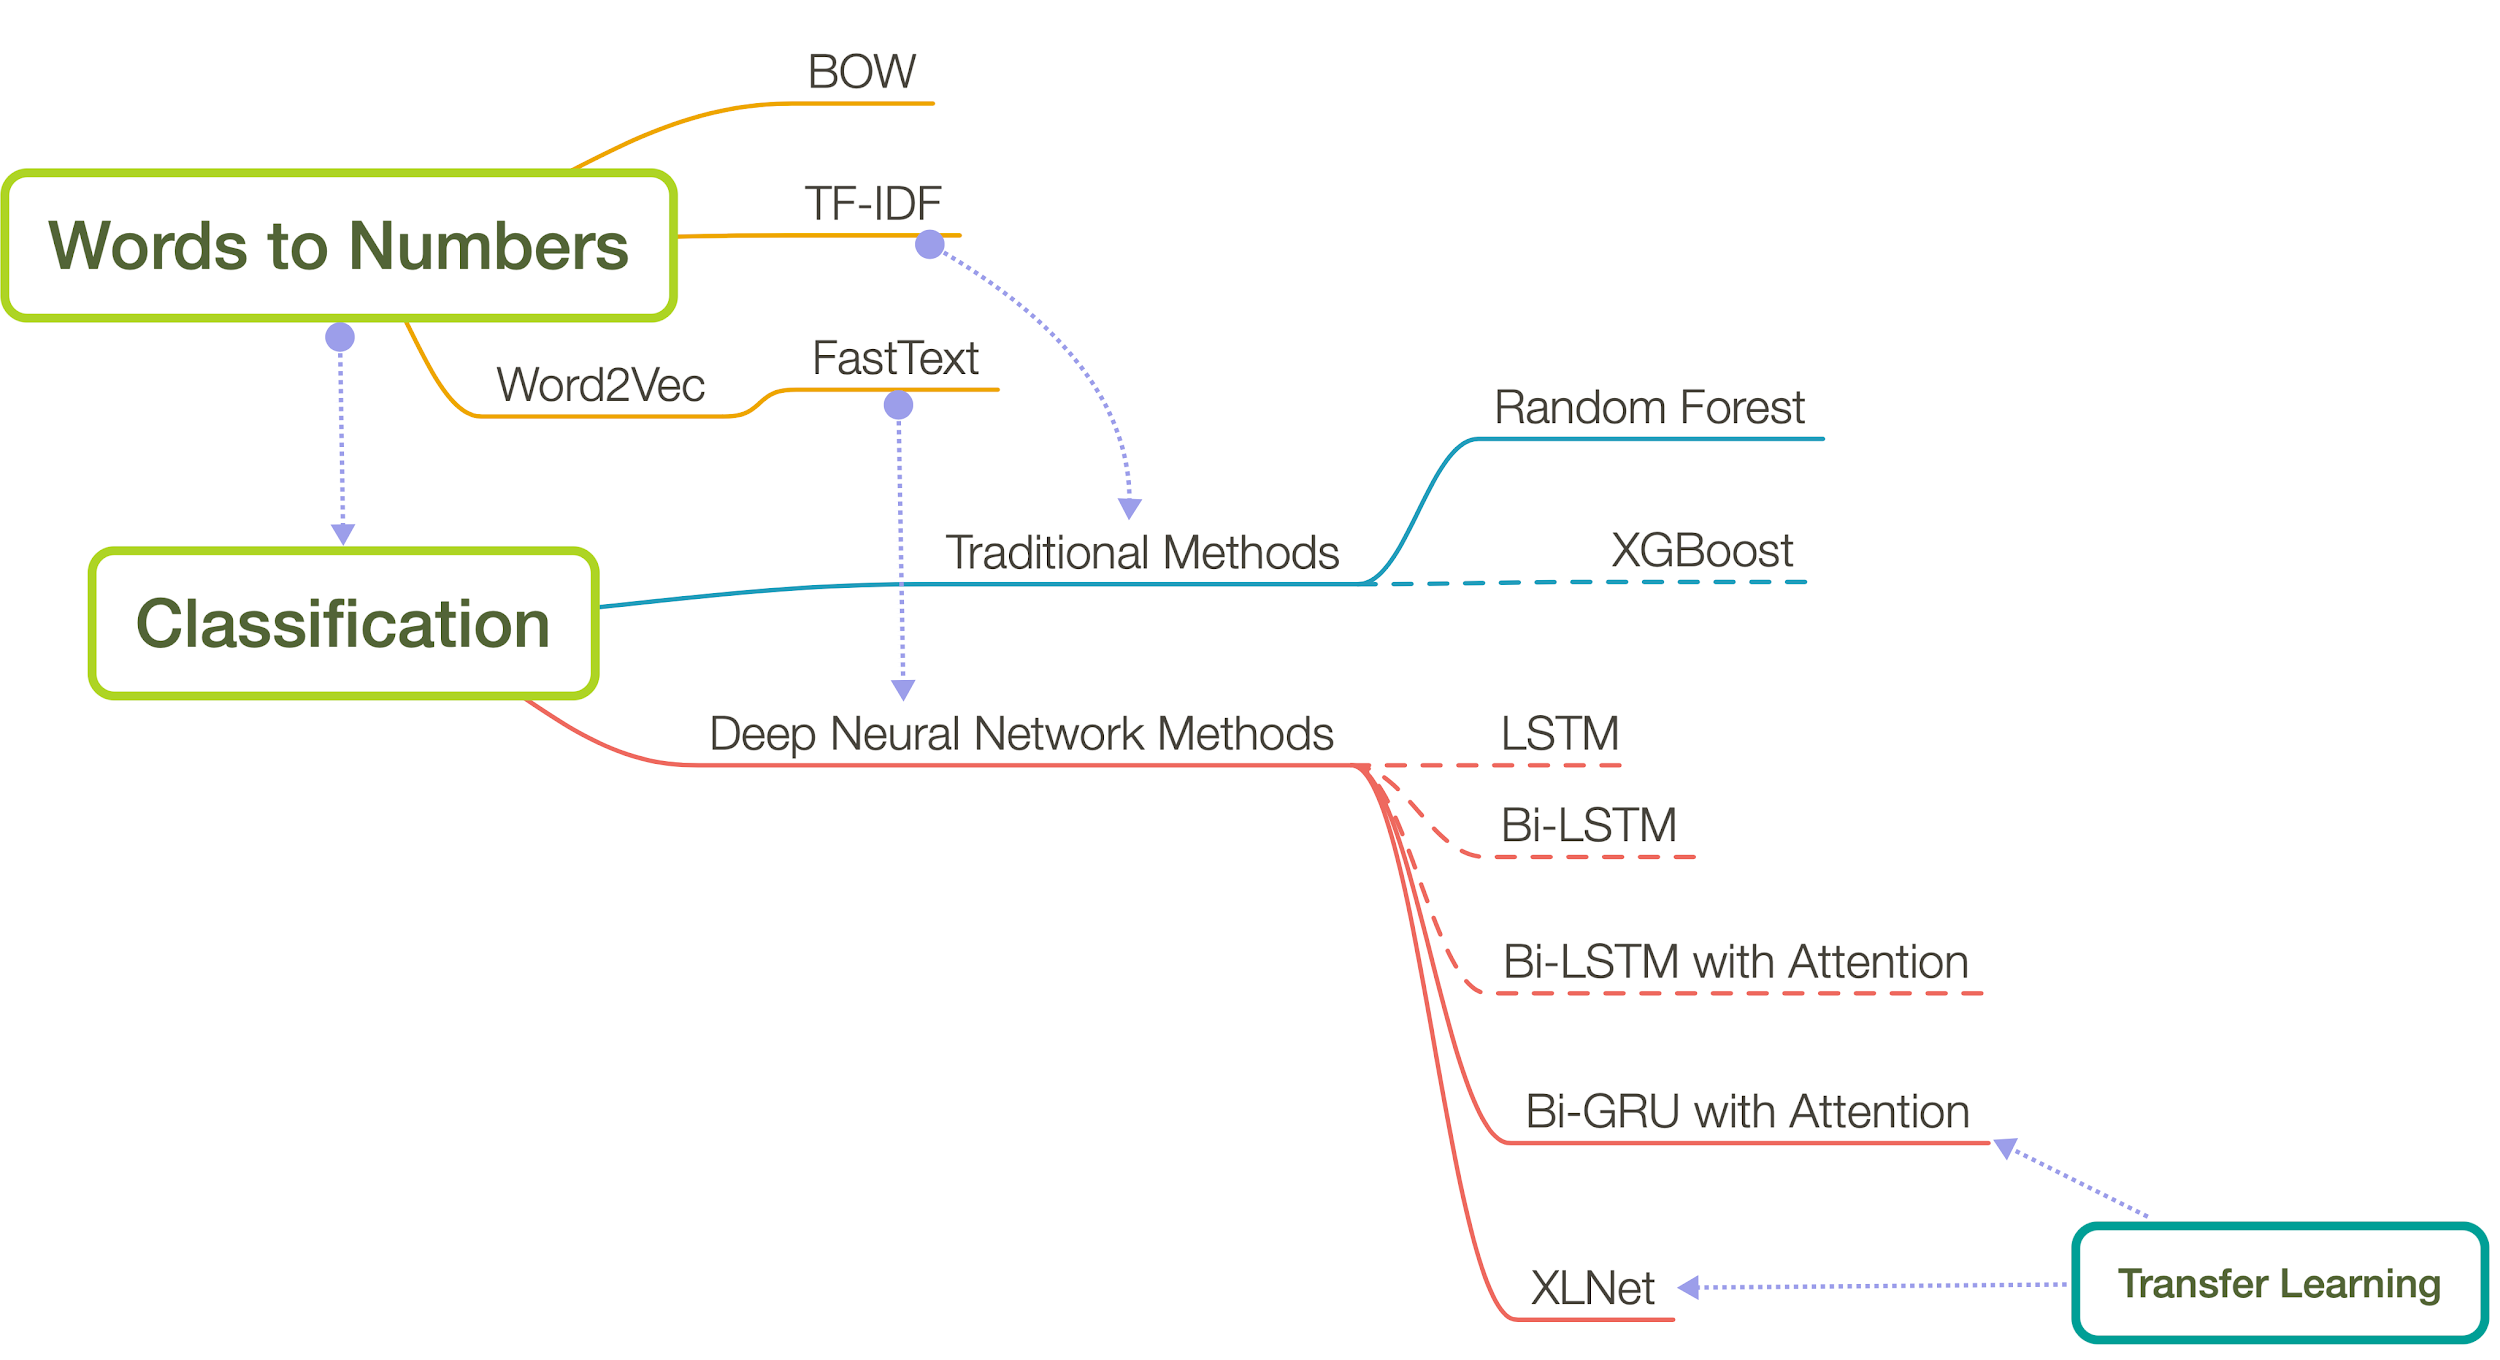 BOW
TF-IDF
Words to Numbers
FastText
Word2Vec
Random Forest
XGBoost
Traditional Methods
Classification
Deep Neural Network Methods
LSTM
Bi-LSTM
Bi-LSTM with Attention
Bi-GRU with Attention
XLNet
Transfer Learning